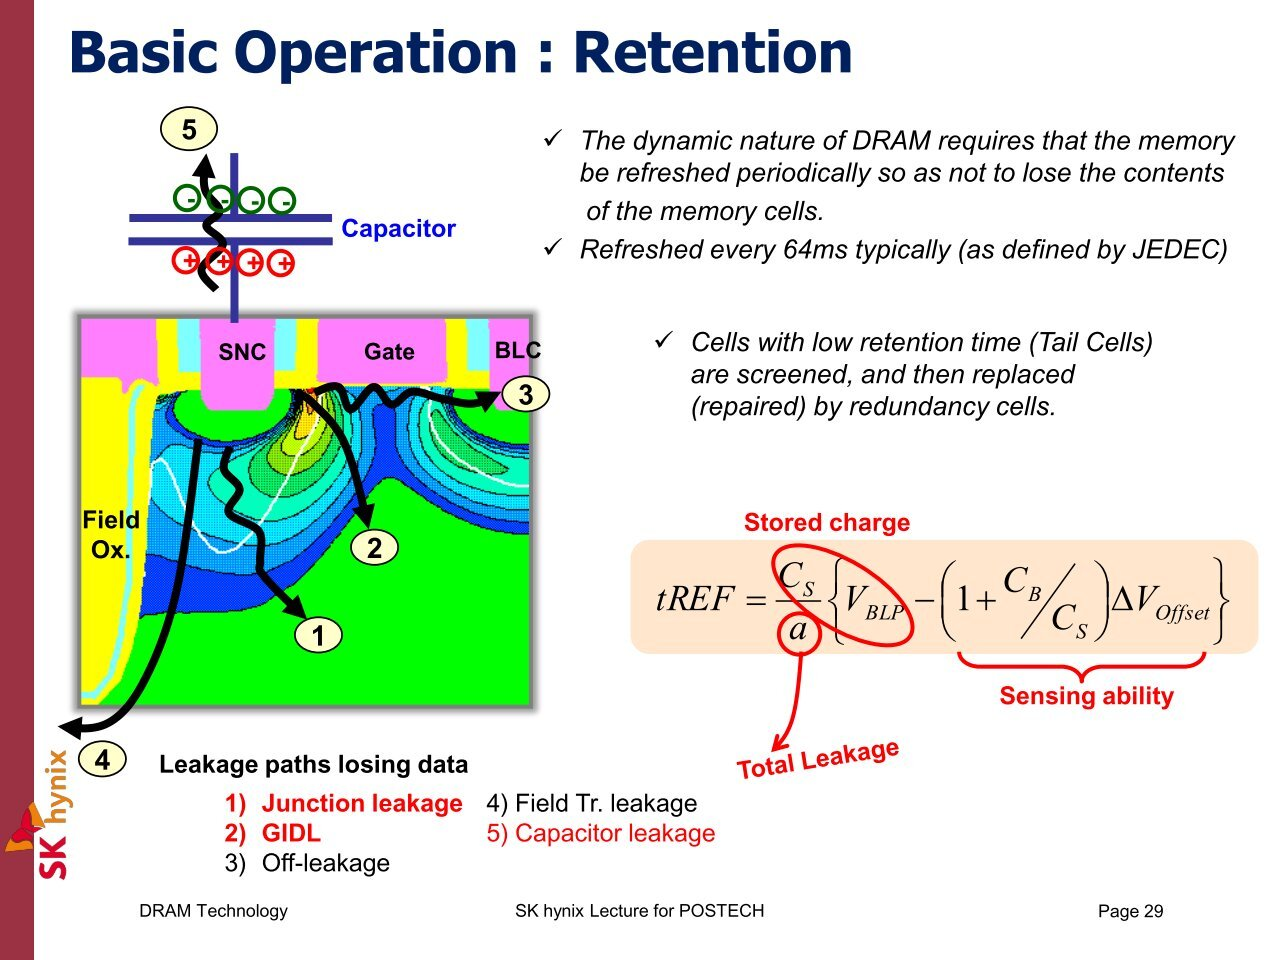 Basic Operation : Retention
5
- - - -
Capacitor
+ + + +
✓ The dynamic nature of DRAM requires that the memory
be refreshed periodically so as not to lose the contents
of the memory cells.
✓ Refreshed every 64ms typically (as defined by JEDEC)
✓ Cells with low retention time (Tail Cells)
are screened, and then replaced
(repaired) by redundancy cells.
SNC
Gate
BLC
3
Field
Ox.
2
1
4
Stored charge
tREF = C_S/a {V_BLP − (1 + C_B/C_S) ΔV_Offset}
Sensing ability
Total Leakage
Leakage paths losing data
1) Junction leakage
2) GIDL
3) Off-leakage
4) Field Tr. leakage
5) Capacitor leakage
SK hynix
DRAM Technology
SK hynix Lecture for POSTECH
Page 29